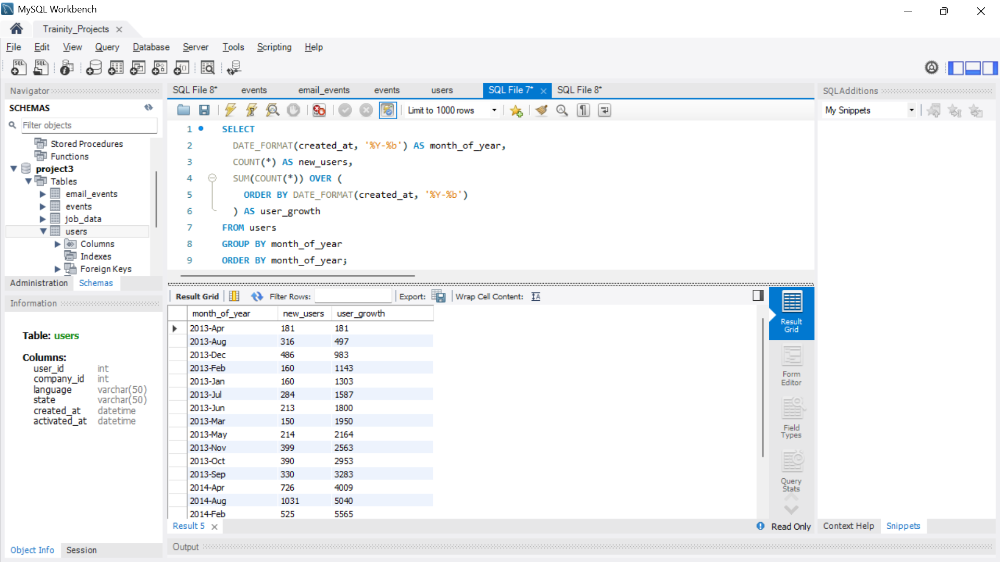 MySQL Workbench
Trainity_Projects
File Edit View Query Database Server Tools Scripting Help
Navigator
SCHEMAS
Filter objects
Stored Procedures
Functions
project3
Tables
email_events
events
job_data
users
Columns
Indexes
Foreign Keys
Administration Schemas
Information
Table: users
Columns:
user_id int
company_id int
language varchar(50)
state varchar(50)
created_at datetime
activated_at datetime
Object Info Session
SQL File 8* events email_events events users SQL File 7* SQL File 8*
Limit to 1000 rows
1 SELECT
2 DATE_FORMAT(created_at, '%Y-%b') AS month_of_year,
3 COUNT(*) AS new_users,
4 SUM(COUNT(*)) OVER (
5 ORDER BY DATE_FORMAT(created_at, '%Y-%b')
6 ) AS user_growth
7 FROM users
8 GROUP BY month_of_year
9 ORDER BY month_of_year;
Result Grid Filter Rows: Export: Wrap Cell Content:
month_of_year new_users user_growth
2013-Apr 181 181
2013-Aug 316 497
2013-Dec 486 983
2013-Feb 160 1143
2013-Jan 160 1303
2013-Jul 284 1587
2013-Jun 213 1800
2013-Mar 150 1950
2013-May 214 2164
2013-Nov 399 2563
2013-Oct 390 2953
2013-Sep 330 3283
2014-Apr 726 4009
2014-Aug 1031 5040
2014-Feb 525 5565
Result
Grid
Form
Editor
Field
Types
Query
Stats
Result 5
Read Only
Output
SQLAdditions
My Snippets
Context Help Snippets